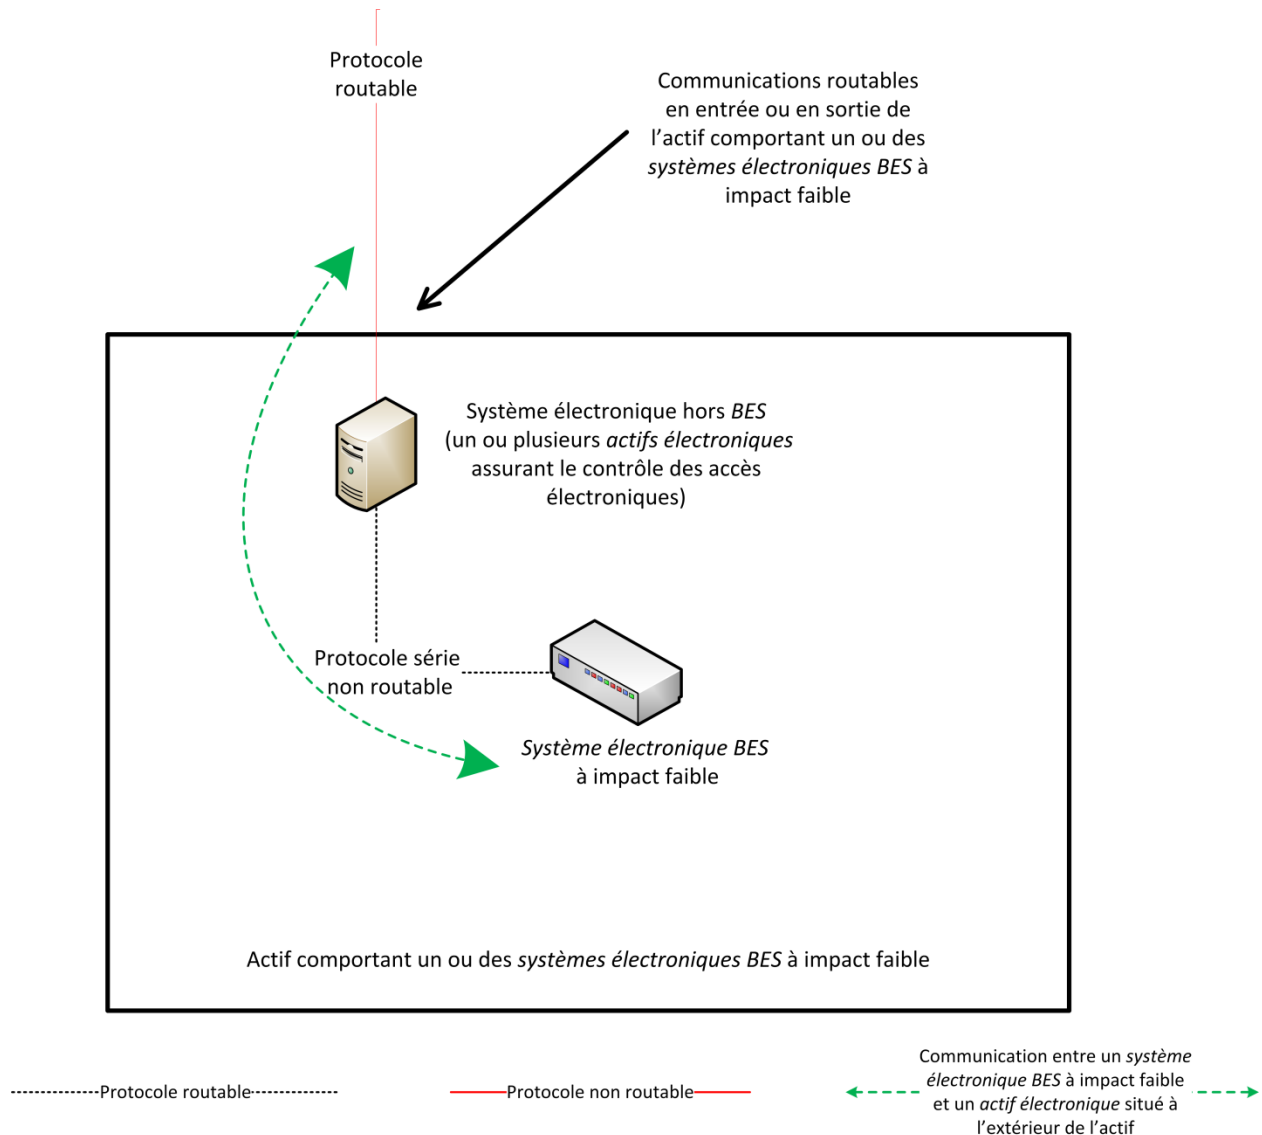 Protocole
routable
Communications routables
en entrée ou en sortie de
l'actif comportant un ou des
systèmes électroniques BES à
impact faible
Système électronique hors BES
(un ou plusieurs actifs électroniques
assurant le contrôle des accès
électroniques)
Protocole série
non routable
Système électronique BES
à impact faible
Actif comportant un ou des systèmes électroniques BES à impact faible
Protocole routable
Protocole non routable
Communication entre un système
électronique BES à impact faible
et un actif électronique situé à
l'extérieur de l'actif